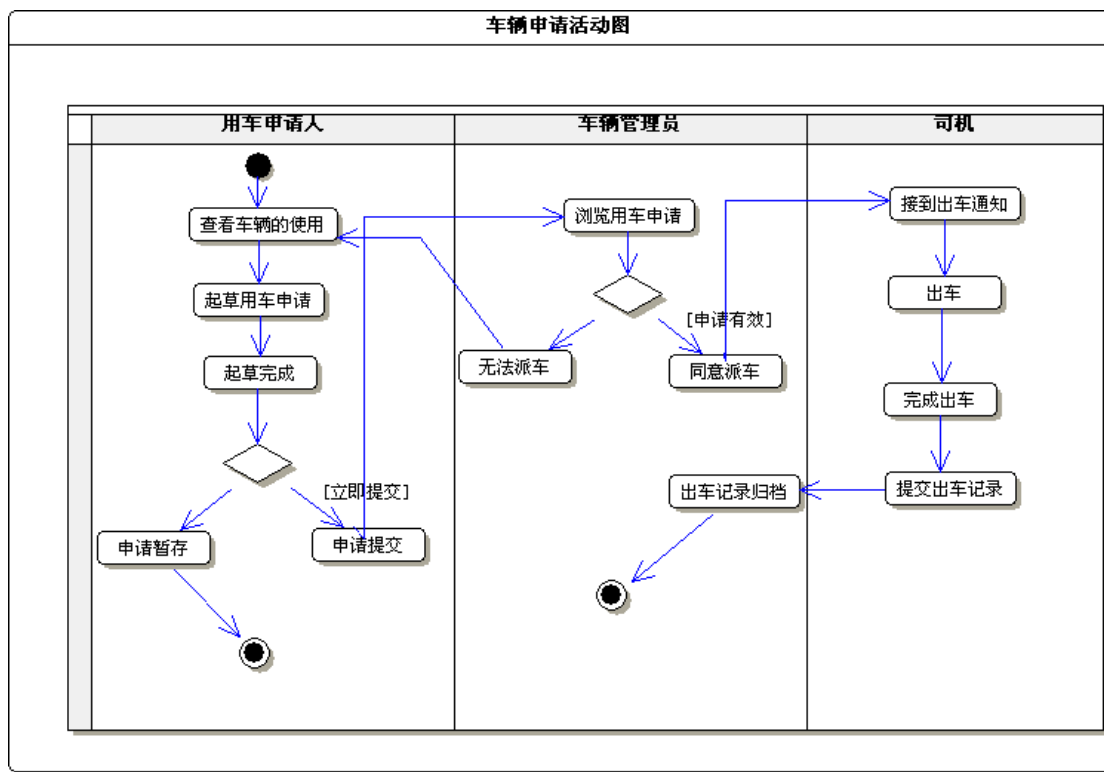 车辆申请活动图
用车申请人
车辆管理员
司机
查看车辆的使用
起草用车申请
起草完成
[立即提交]
申请暂存
申请提交
浏览用车申请
[申请有效]
无法派车
同意派车
出车记录归档
接到出车通知
出车
完成出车
提交出车记录